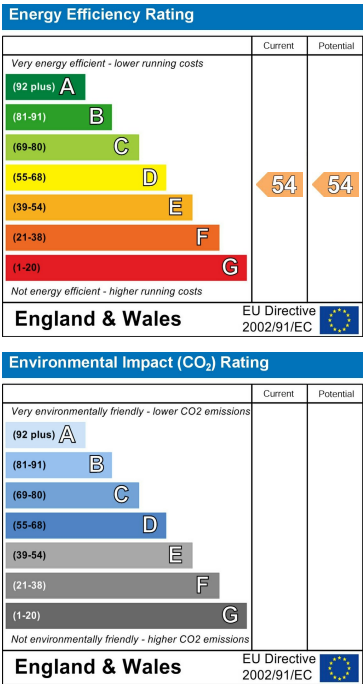 Energy Efficiency Rating
Current Potential
Very energy efficient - lower running costs
(92 plus) A
(81-91) B
(69-80) C
(55-68) D
54 54
(39-54) E
(21-38) F
(1-20) G
Not energy efficient - higher running costs
England & Wales
EU Directive
2002/91/EC
Environmental Impact (CO₂) Rating
Current Potential
Very environmentally friendly - lower CO2 emissions
(92 plus) A
(81-91) B
(69-80) C
(55-68) D
(39-54) E
(21-38) F
(1-20) G
Not environmentally friendly - higher CO2 emissions
England & Wales
EU Directive
2002/91/EC